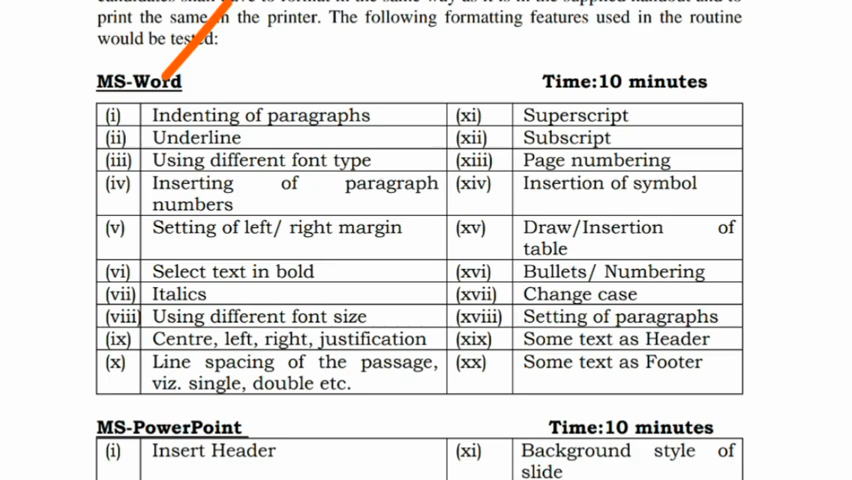 print the same in the printer. The following formatting features used in the routine
would be tested:
MS-Word Time:10 minutes
(i) Indenting of paragraphs (xi) Superscript
(ii) Underline (xii) Subscript
(iii) Using different font type (xiii) Page numbering
(iv) Inserting of paragraph (xiv) Insertion of symbol
numbers
(v) Setting of left/ right margin (xv) Draw/Insertion of
table
(vi) Select text in bold (xvi) Bullets/ Numbering
(vii) Italics (xvii) Change case
(viii) Using different font size (xviii) Setting of paragraphs
(ix) Centre, left, right, justification (xix) Some text as Header
(x) Line spacing of the passage, (xx) Some text as Footer
viz. single, double etc.
MS-PowerPoint Time:10 minutes
(i) Insert Header (xi) Background style of
slide